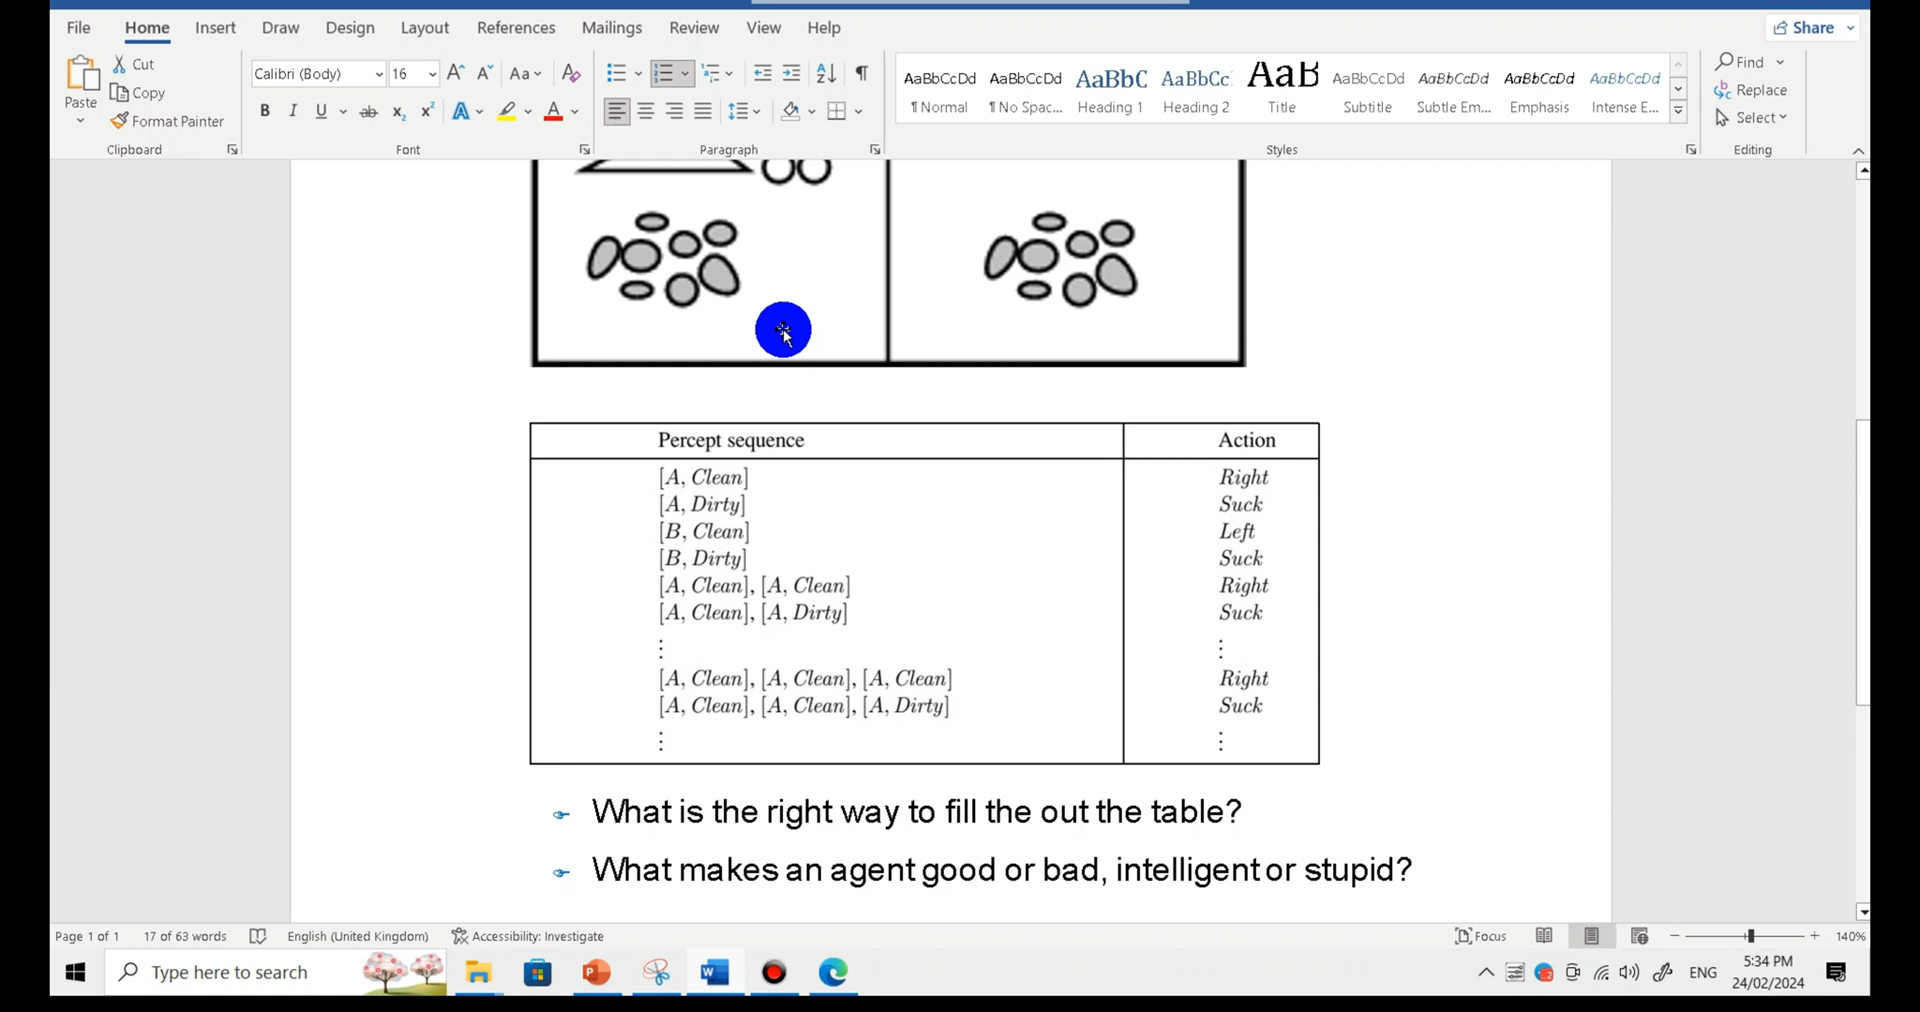 File Home Insert Draw Design Layout References Mailings Review View Help Share
Paste
Cut
Copy
Format Painter
Clipboard
Calibri (Body) 16
Font
Paragraph
AaBbCcDd AaBbCcDd AaBbC AaBbCc AaB AaBbCcDd AaBbCcDd AaBbCcDd AaBbCcDd
¶ Normal ¶ No Spac... Heading 1 Heading 2 Title Subtitle Subtle Em... Emphasis Intense E...
Styles
Find
Replace
Select
Editing
Percept sequence Action
[A, Clean] Right
[A, Dirty] Suck
[B, Clean] Left
[B, Dirty] Suck
[A, Clean], [A, Clean] Right
[A, Clean], [A, Dirty] Suck
⋮ ⋮
[A, Clean], [A, Clean], [A, Clean] Right
[A, Clean], [A, Clean], [A, Dirty] Suck
⋮ ⋮
What is the right way to fill the out the table?
What makes an agent good or bad, intelligent or stupid?
Page 1 of 1 17 of 63 words English (United Kingdom) Accessibility: Investigate Focus 140%
Type here to search ENG 5:34 PM
24/02/2024